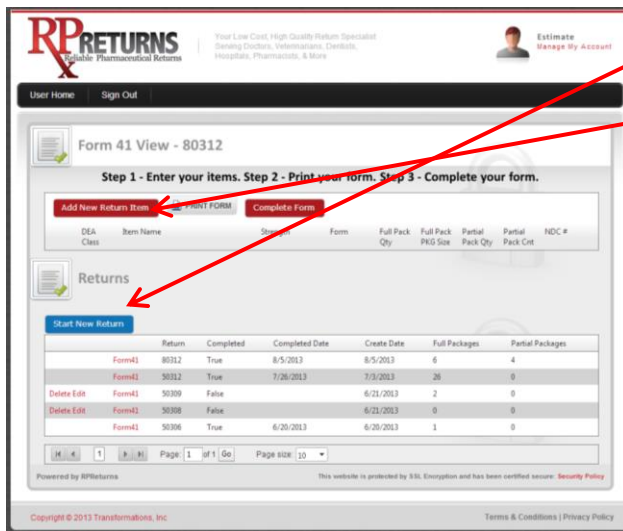 RPRETURNS
Reliable Pharmaceutical Returns
Your Low Cost, High Quality Return Specialist
Serving Doctors, Veterinarians, Dentists,
Hospitals, Pharmacists, & More
Estimate
Manage My Account
User Home Sign Out
Form 41 View - 80312
Step 1 - Enter your items. Step 2 - Print your form. Step 3 - Complete your form.
Add New Return Item PRINT FORM Complete Form
DEA Class Item Name Strength Form Full Pack Qty Full Pack PKG Size Partial Pack Qty Partial Pack Cnt NDC #
Returns
Start New Return
Return Completed Completed Date Create Date Full Packages Partial Packages
Form41 80312 True 8/5/2013 8/5/2013 6 4
Form41 50312 True 7/26/2013 7/3/2013 26 0
Delete Edit Form41 50309 False 6/21/2013 2 0
Delete Edit Form41 50308 False 6/21/2013 0 0
Form41 50306 True 6/20/2013 6/20/2013 1 0
1 Page: 1 of 1 Go Page size: 10
Powered by RPReturns This website is protected by SSL Encryption and has been certified secure: Security Policy
Copyright © 2013 Transformations, Inc Terms & Conditions | Privacy Policy